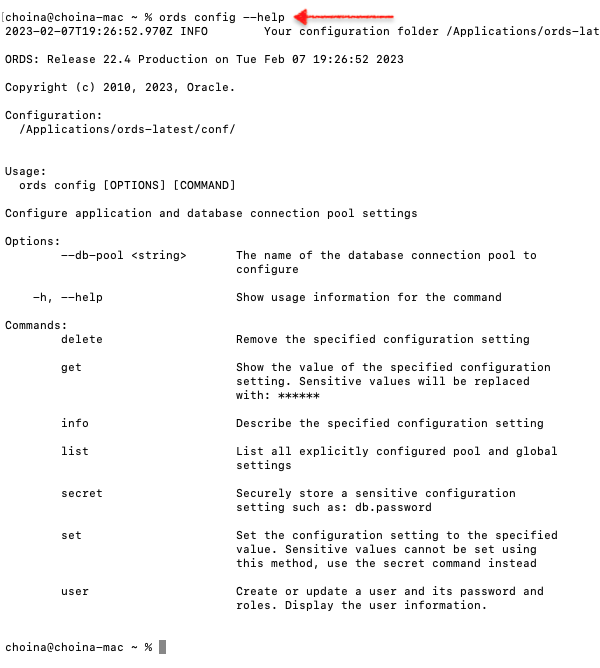 choina@choina-mac ~ % ords config --help
2023-02-07T19:26:52.970Z INFO        Your configuration folder /Applications/ords-lat
ORDS: Release 22.4 Production on Tue Feb 07 19:26:52 2023
Copyright (c) 2010, 2023, Oracle.
Configuration:
  /Applications/ords-latest/conf/
Usage:
  ords config [OPTIONS] [COMMAND]
Configure application and database connection pool settings
Options:
        --db-pool <string>       The name of the database connection pool to
                                 configure
    -h, --help                   Show usage information for the command
Commands:
        delete                   Remove the specified configuration setting
        get                      Show the value of the specified configuration
                                 setting. Sensitive values will be replaced
                                 with: ******
        info                     Describe the specified configuration setting
        list                     List all explicitly configured pool and global
                                 settings
        secret                   Securely store a sensitive configuration
                                 setting such as: db.password
        set                      Set the configuration setting to the specified
                                 value. Sensitive values cannot be set using
                                 this method, use the secret command instead
        user                     Create or update a user and its password and
                                 roles. Display the user information.
choina@choina-mac ~ %